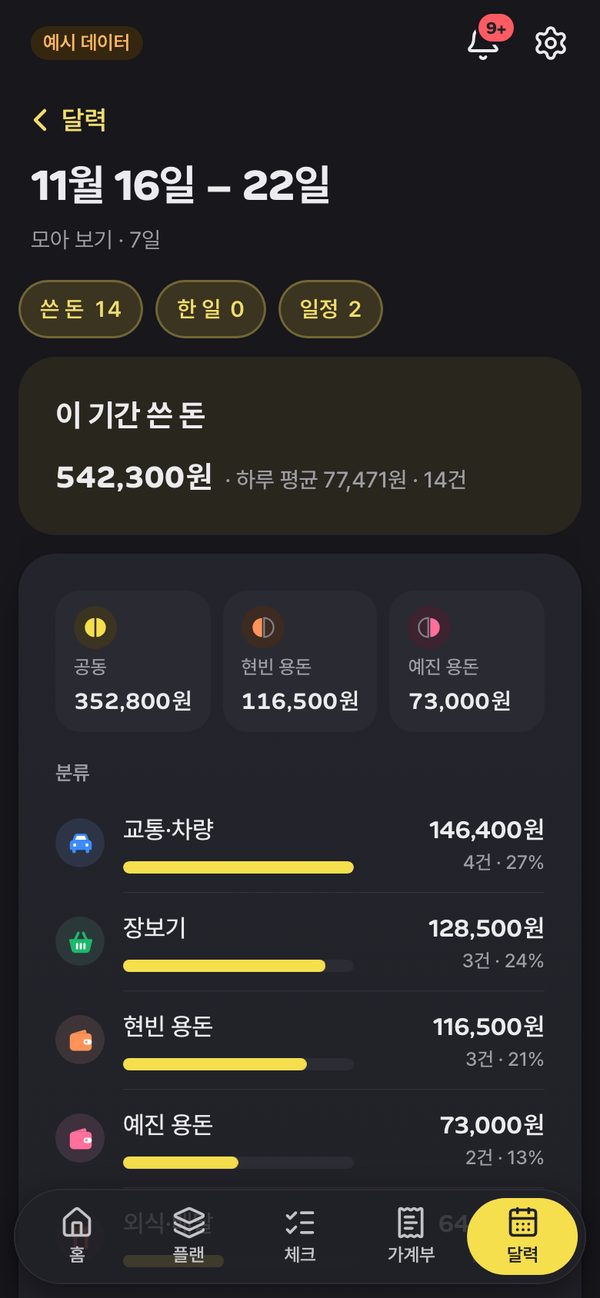 예시 데이터
9+
달력
11월 16일 – 22일
모아 보기 · 7일
쓴 돈 14
한 일 0
일정 2
이 기간 쓴 돈
542,300원 · 하루 평균 77,471원 · 14건
공동
352,800원
현빈 용돈
116,500원
예진 용돈
73,000원
분류
교통·차량
146,400원
4건 · 27%
장보기
128,500원
3건 · 24%
현빈 용돈
116,500원
3건 · 21%
예진 용돈
73,000원
2건 · 13%
외식·
64
홈
플랜
체크
가계부
달력